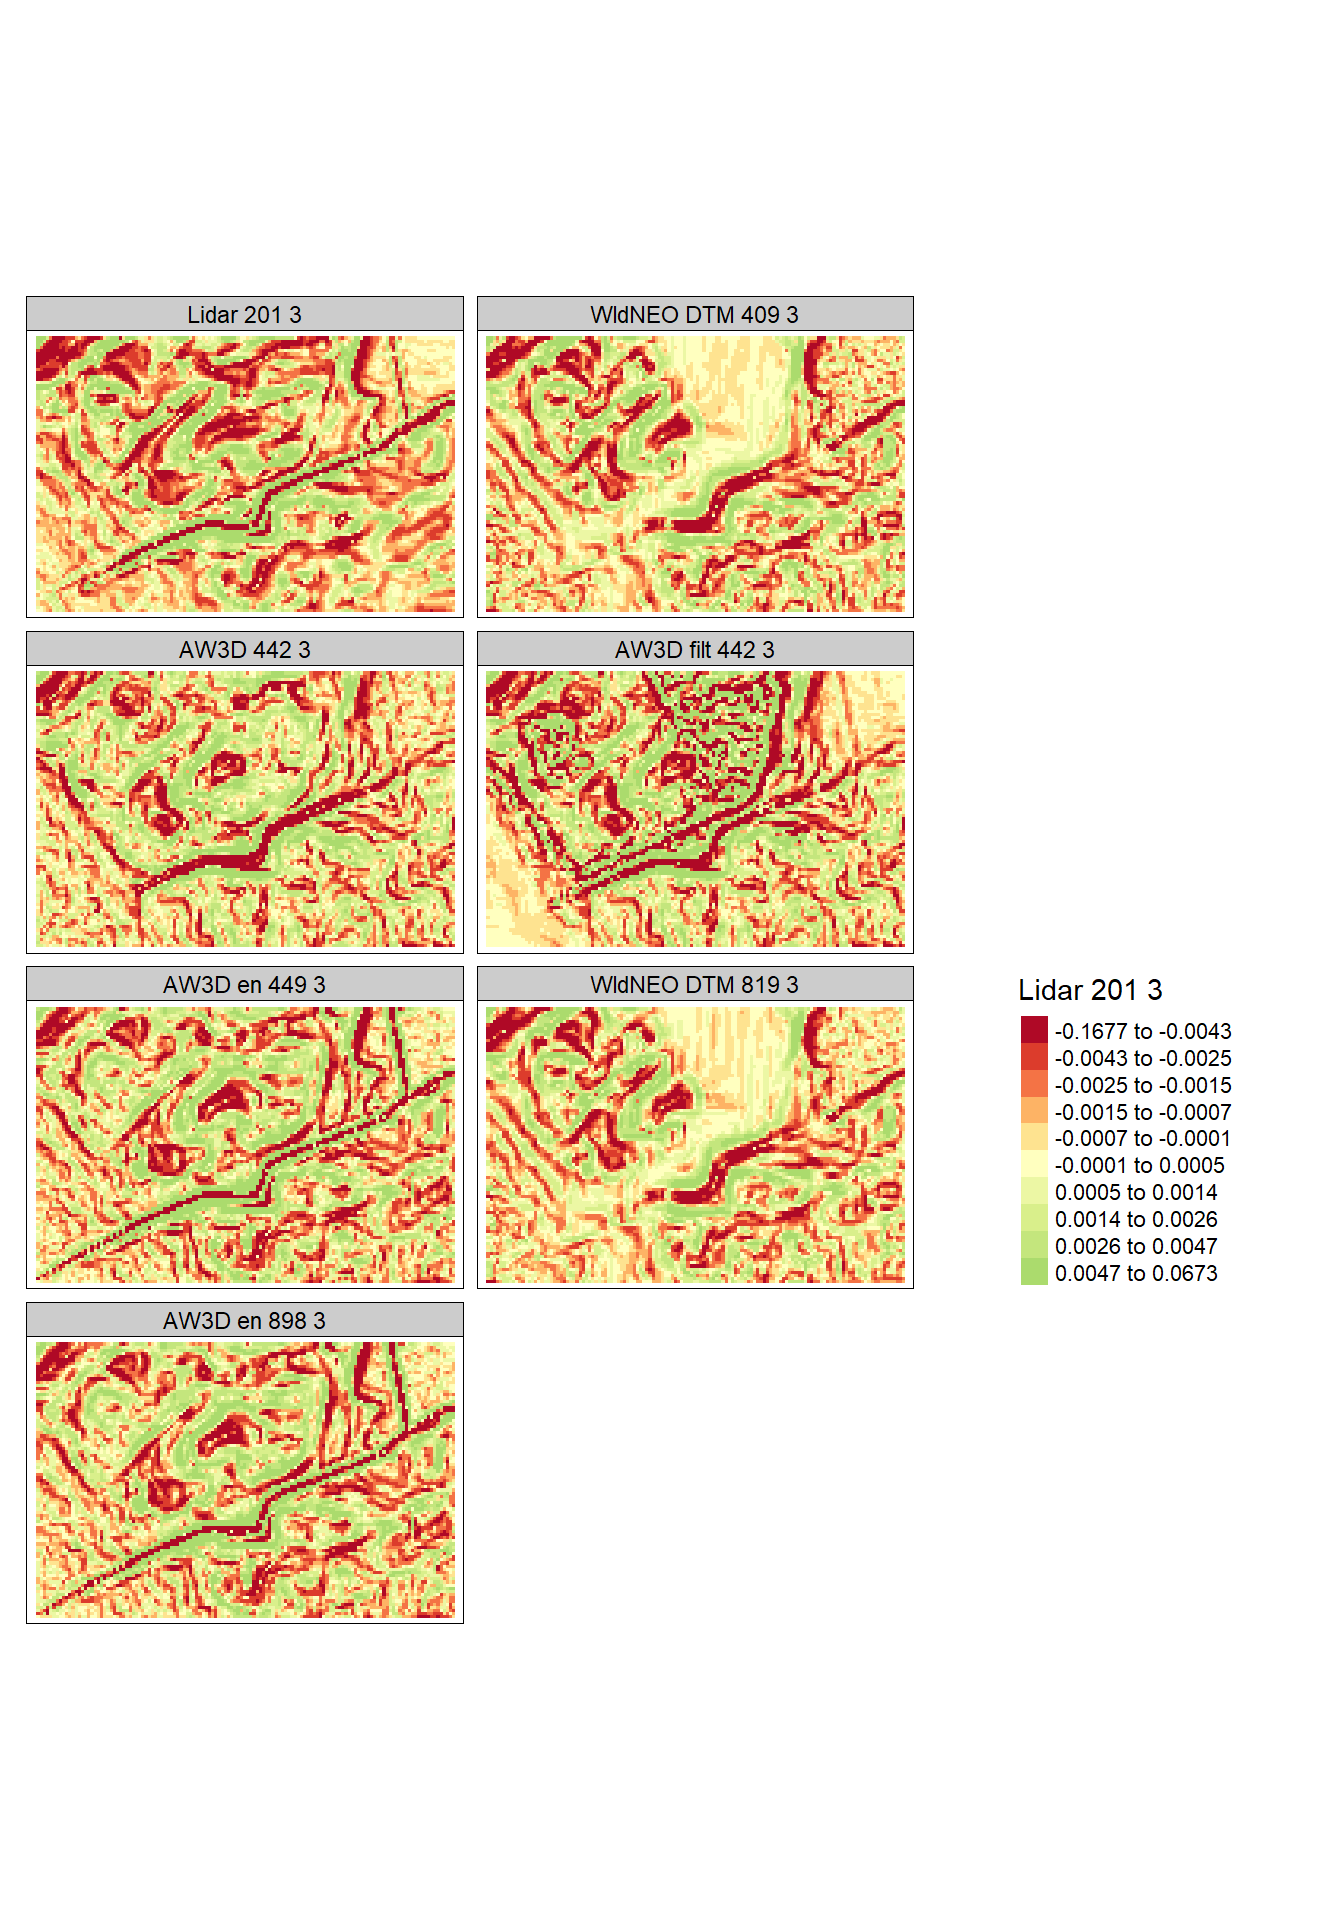 Lidar 201 3
WldNEO DTM 409 3
AW3D 442 3
AW3D filt 442 3
AW3D en 449 3
WldNEO DTM 819 3
AW3D en 898 3
Lidar 201 3
-0.1677 to -0.0043
-0.0043 to -0.0025
-0.0025 to -0.0015
-0.0015 to -0.0007
-0.0007 to -0.0001
-0.0001 to 0.0005
0.0005 to 0.0014
0.0014 to 0.0026
0.0026 to 0.0047
0.0047 to 0.0673